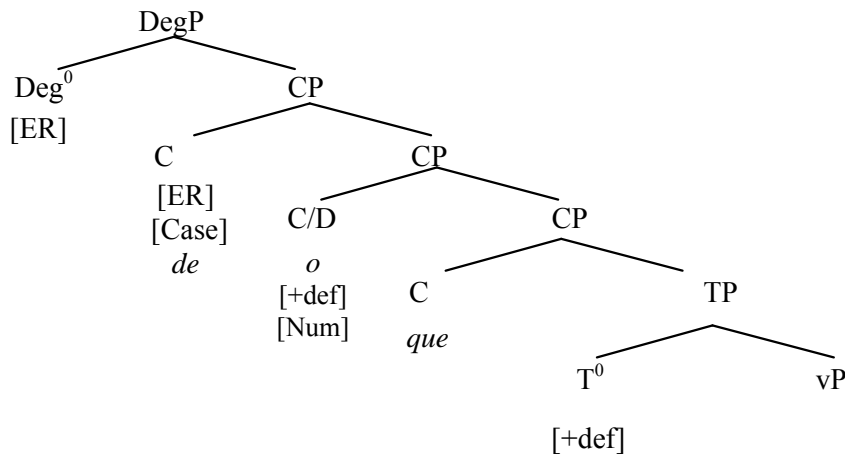 DegP
Deg⁰ CP
[ER]
C CP
[ER]
[Case]
de
C/D CP
o
[+def]
[Num]
C TP
que
T⁰ vP
[+def]